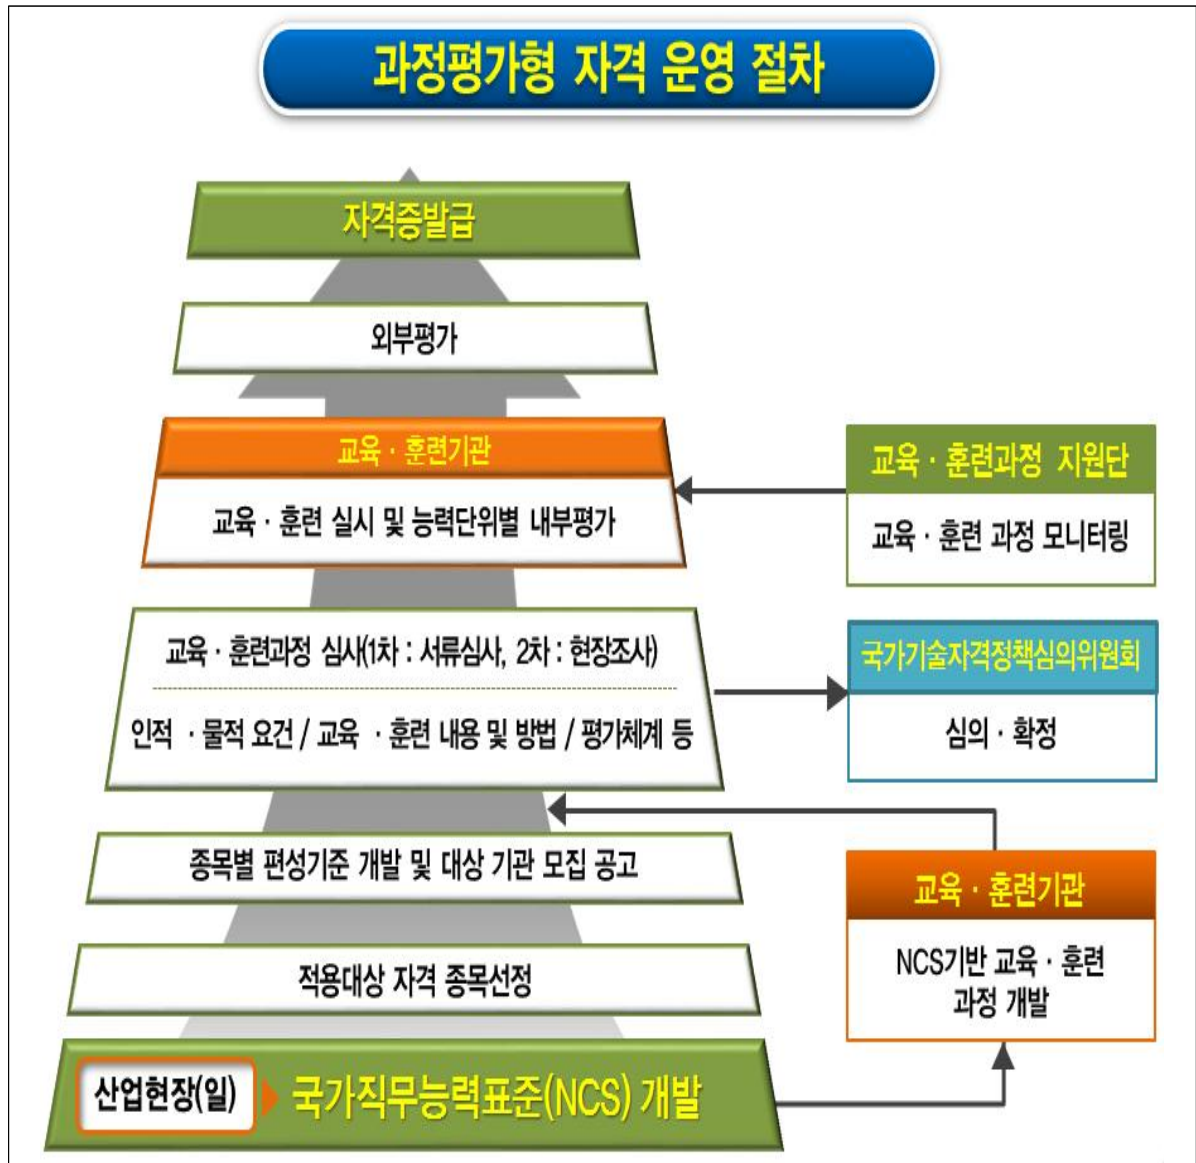 과정평가형 자격 운영 절차
자격증발급
외부평가
교육 · 훈련기관
교육 · 훈련 실시 및 능력단위별 내부평가
교육 · 훈련과정 지원단
교육 · 훈련 과정 모니터링
교육 · 훈련과정 심사(1차 : 서류심사, 2차 : 현장조사)
인적 · 물적 요건 / 교육 · 훈련 내용 및 방법 / 평가체계 등
국가기술자격정책심의위원회
심의 · 확정
종목별 편성기준 개발 및 대상 기관 모집 공고
교육 · 훈련기관
NCS기반 교육 · 훈련
과정 개발
적용대상 자격 종목선정
산업현장(일) 국가직무능력표준(NCS) 개발